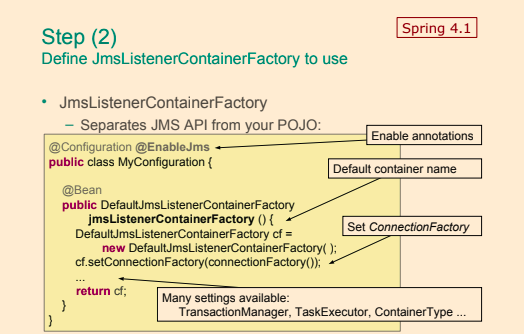 Spring 4.1
Step (2)
Define JmsListenerContainerFactory to use
• JmsListenerContainerFactory
– Separates JMS API from your POJO:
Enable annotations
@Configuration @EnableJms
public class MyConfiguration {
Default container name
@Bean
public DefaultJmsListenerContainerFactory
jmsListenerContainerFactory () {
Set ConnectionFactory
DefaultJmsListenerContainerFactory cf =
new DefaultJmsListenerContainerFactory( );
cf.setConnectionFactory(connectionFactory());
...
return cf;
Many settings available:
TransactionManager, TaskExecutor, ContainerType ...
}
}